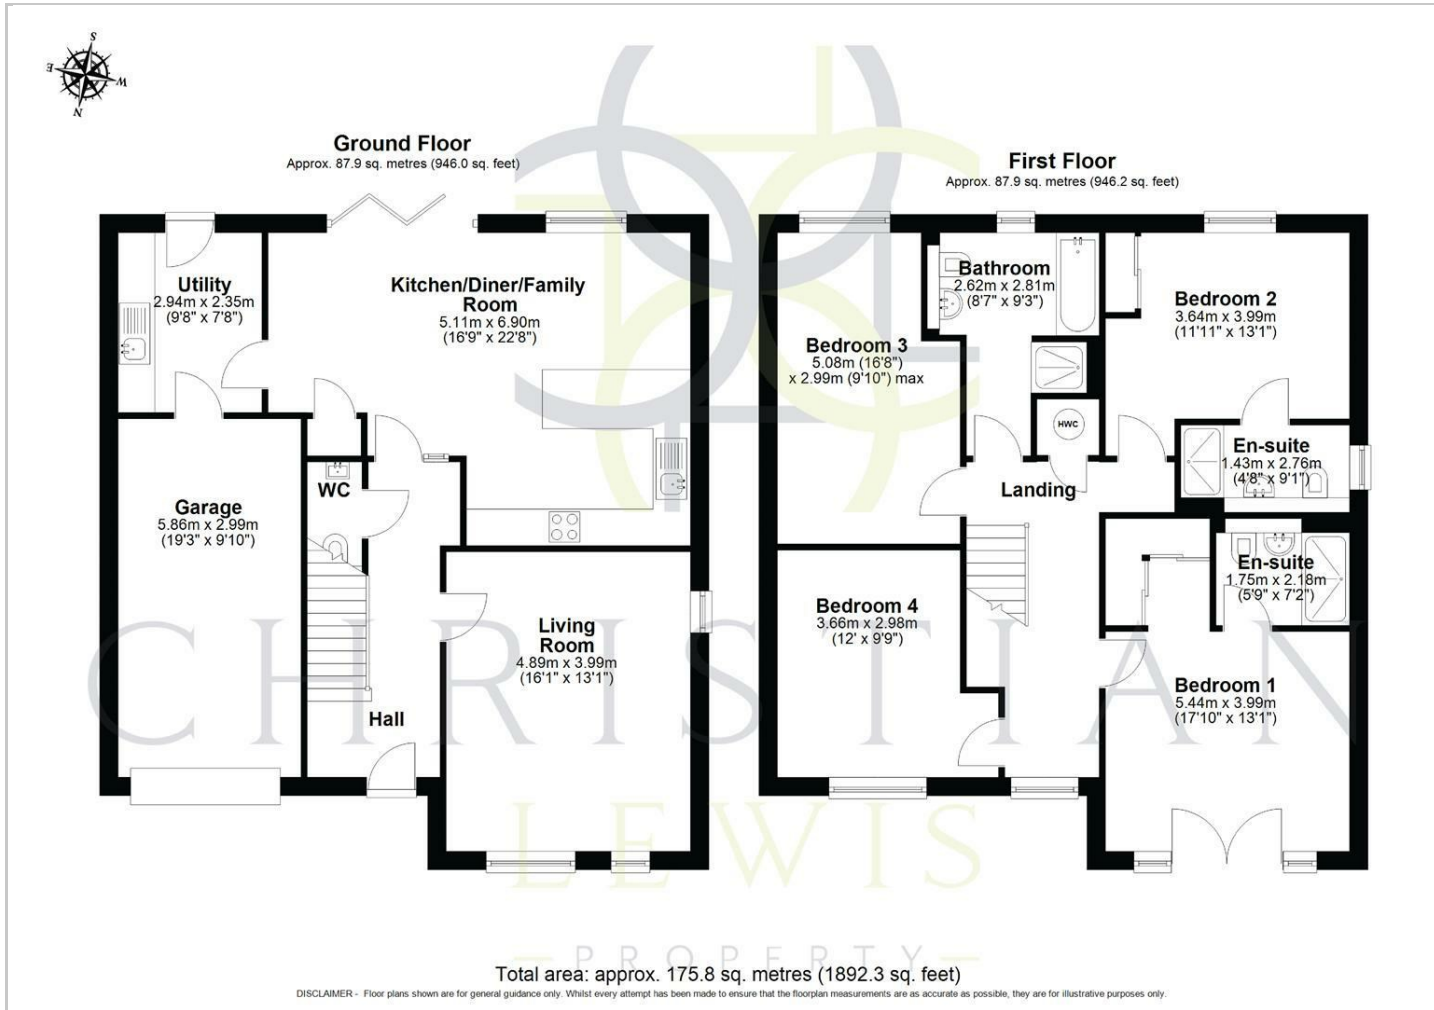 S
E
W
N
Ground Floor
Approx. 87.9 sq. metres (946.0 sq. feet)
Utility
2.94m x 2.35m
(9'8" x 7'8")
Kitchen/Diner/Family
Room
5.11m x 6.90m
(16'9" x 22'8")
WC
Garage
5.86m x 2.99m
(19'3" x 9'10")
Living
Room
4.89m x 3.99m
(16'1" x 13'1")
Hall
First Floor
Approx. 87.9 sq. metres (946.2 sq. feet)
Bathroom
2.62m x 2.81m
(8'7" x 9'3")
Bedroom 2
3.64m x 3.99m
(11'11" x 13'1")
Bedroom 3
5.08m (16'8")
x 2.99m (9'10") max
HWC
En-suite
1.43m x 2.76m
(4'8" x 9'1")
Landing
En-suite
1.75m x 2.18m
(5'9" x 7'2")
Bedroom 4
3.66m x 2.98m
(12' x 9'9")
Bedroom 1
5.44m x 3.99m
(17'10" x 13'1")
CHRISTIAN
LEWIS
PROPERTY
Total area: approx. 175.8 sq. metres (1892.3 sq. feet)
DISCLAIMER - Floor plans shown are for general guidance only. Whilst every attempt has been made to ensure that the floorplan measurements are as accurate as possible, they are for illustrative purposes only.